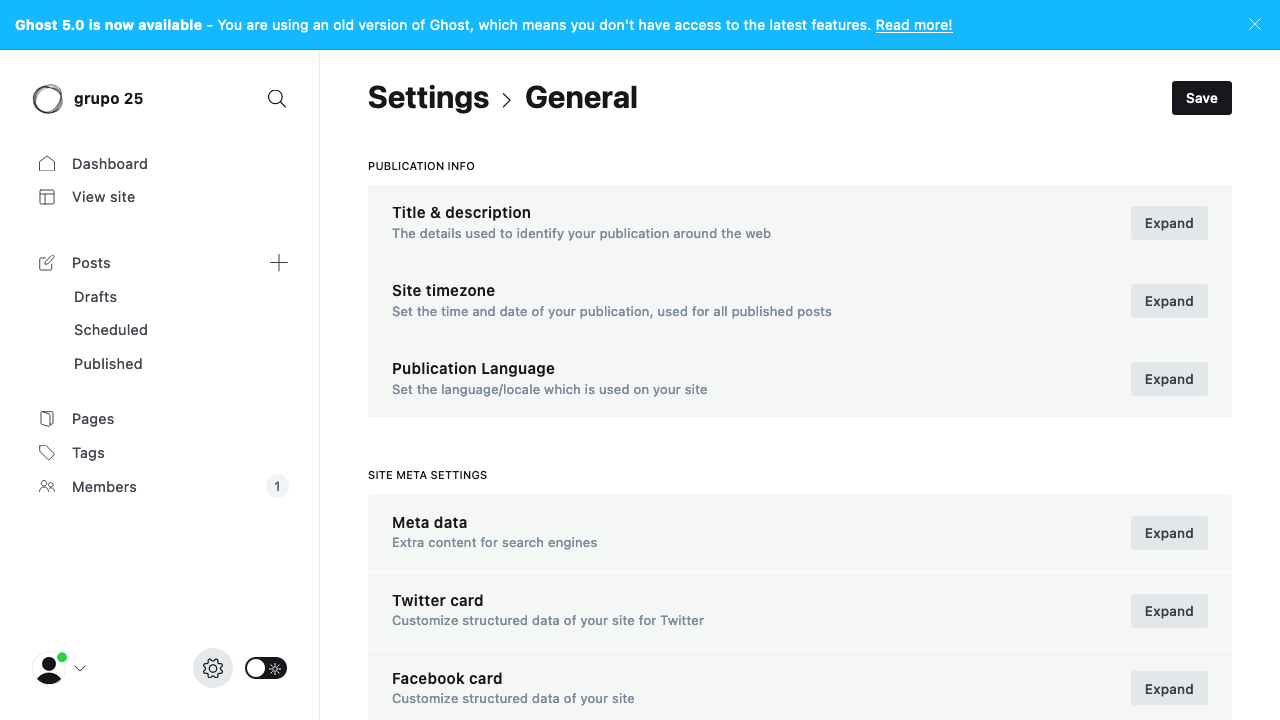 Ghost 5.0 is now available - You are using an old version of Ghost, which means you don't have access to the latest features. Read more!
grupo 25
Dashboard
View site
Posts
Drafts
Scheduled
Published
Pages
Tags
Members 1
Settings > General
Save
PUBLICATION INFO
Title & description
The details used to identify your publication around the web
Expand
Site timezone
Set the time and date of your publication, used for all published posts
Expand
Publication Language
Set the language/locale which is used on your site
Expand
SITE META SETTINGS
Meta data
Extra content for search engines
Expand
Twitter card
Customize structured data of your site for Twitter
Expand
Facebook card
Customize structured data of your site
Expand